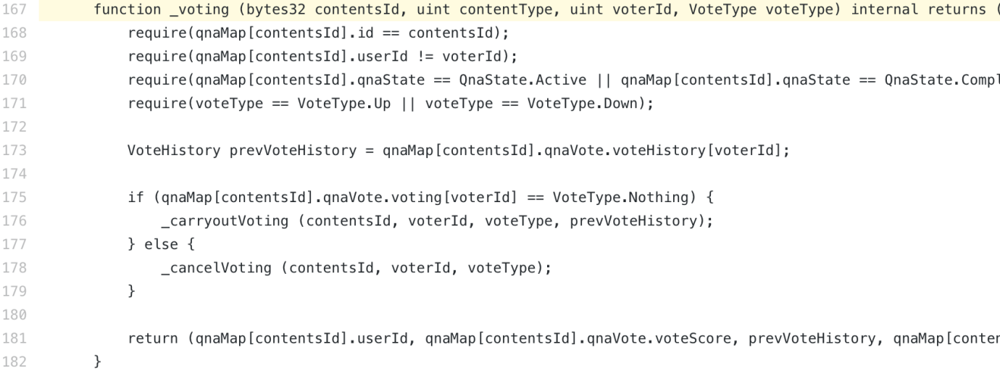 167 function _voting (bytes32 contentsId, uint contentType, uint voterId, VoteType voteType) internal returns (
168 require(qnaMap[contentsId].id == contentsId);
169 require(qnaMap[contentsId].userId != voterId);
170 require(qnaMap[contentsId].qnaState == QnaState.Active || qnaMap[contentsId].qnaState == QnaState.Compl
171 require(voteType == VoteType.Up || voteType == VoteType.Down);
172
173 VoteHistory prevVoteHistory = qnaMap[contentsId].qnaVote.voteHistory[voterId];
174
175 if (qnaMap[contentsId].qnaVote.voting[voterId] == VoteType.Nothing) {
176 _carryoutVoting (contentsId, voterId, voteType, prevVoteHistory);
177 } else {
178 _cancelVoting (contentsId, voterId, voteType);
179 }
180
181 return (qnaMap[contentsId].userId, qnaMap[contentsId].qnaVote.voteScore, prevVoteHistory, qnaMap[conten
182 }